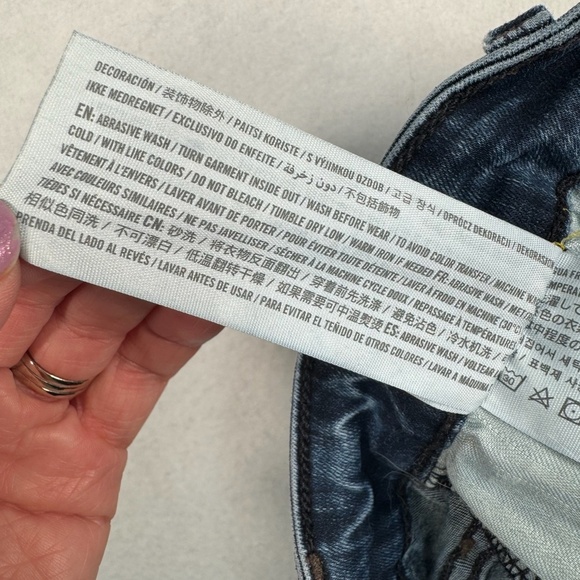 DECORACIÓN / 装饰物除外 / PAITSI KORISTE / S VÝJIMKOU OZDOB / 고급 장식 / OPRÓCZ DEKORACJI / DEKORASYON
IKKE MEDREGNET / EXCLUSIVO DO ENFEITE / دون زخرفة / 不包括飾物
EN: ABRASIVE WASH / TURN GARMENT INSIDE OUT / WASH BEFORE WEAR / TO AVOID COLOR TRANSFER / MACHINE WASH
COLD / WITH LIKE COLORS / DO NOT BLEACH / TUMBLE DRY LOW / WARM IRON IF NEEDED FR: ABRASIVE WASH / METTRE
VÊTEMENT À L'ENVERS / LAVER AVANT DE PORTER / POUR ÉVITER TOUTE DÉTEINTE / LAVER À FROID EN MACHINE (30°C)
AVEC COULEURS SIMILAIRES / NE PAS JAVELLISER / SÉCHER À LA MACHINE CYCLE DOUX / REPASSAGE À TEMPÉRATURES
TIÈDES SI NÉCESSAIRE CN: 砂洗 / 将衣物反面翻出 / 穿着前先洗涤 / 避免沾色 / 冷水机洗
相似色同洗 / 不可漂白 / 低温翻转干燥 / 如果需要可中温熨烫 ES: ABRASIVE WASH / VOLTEAR
PRENDA DEL LADO AL REVÉS / LAVAR ANTES DE USAR / PARA EVITAR EL TEÑIDO DE OTROS COLORES / LAVAR A MÁQUINA
30